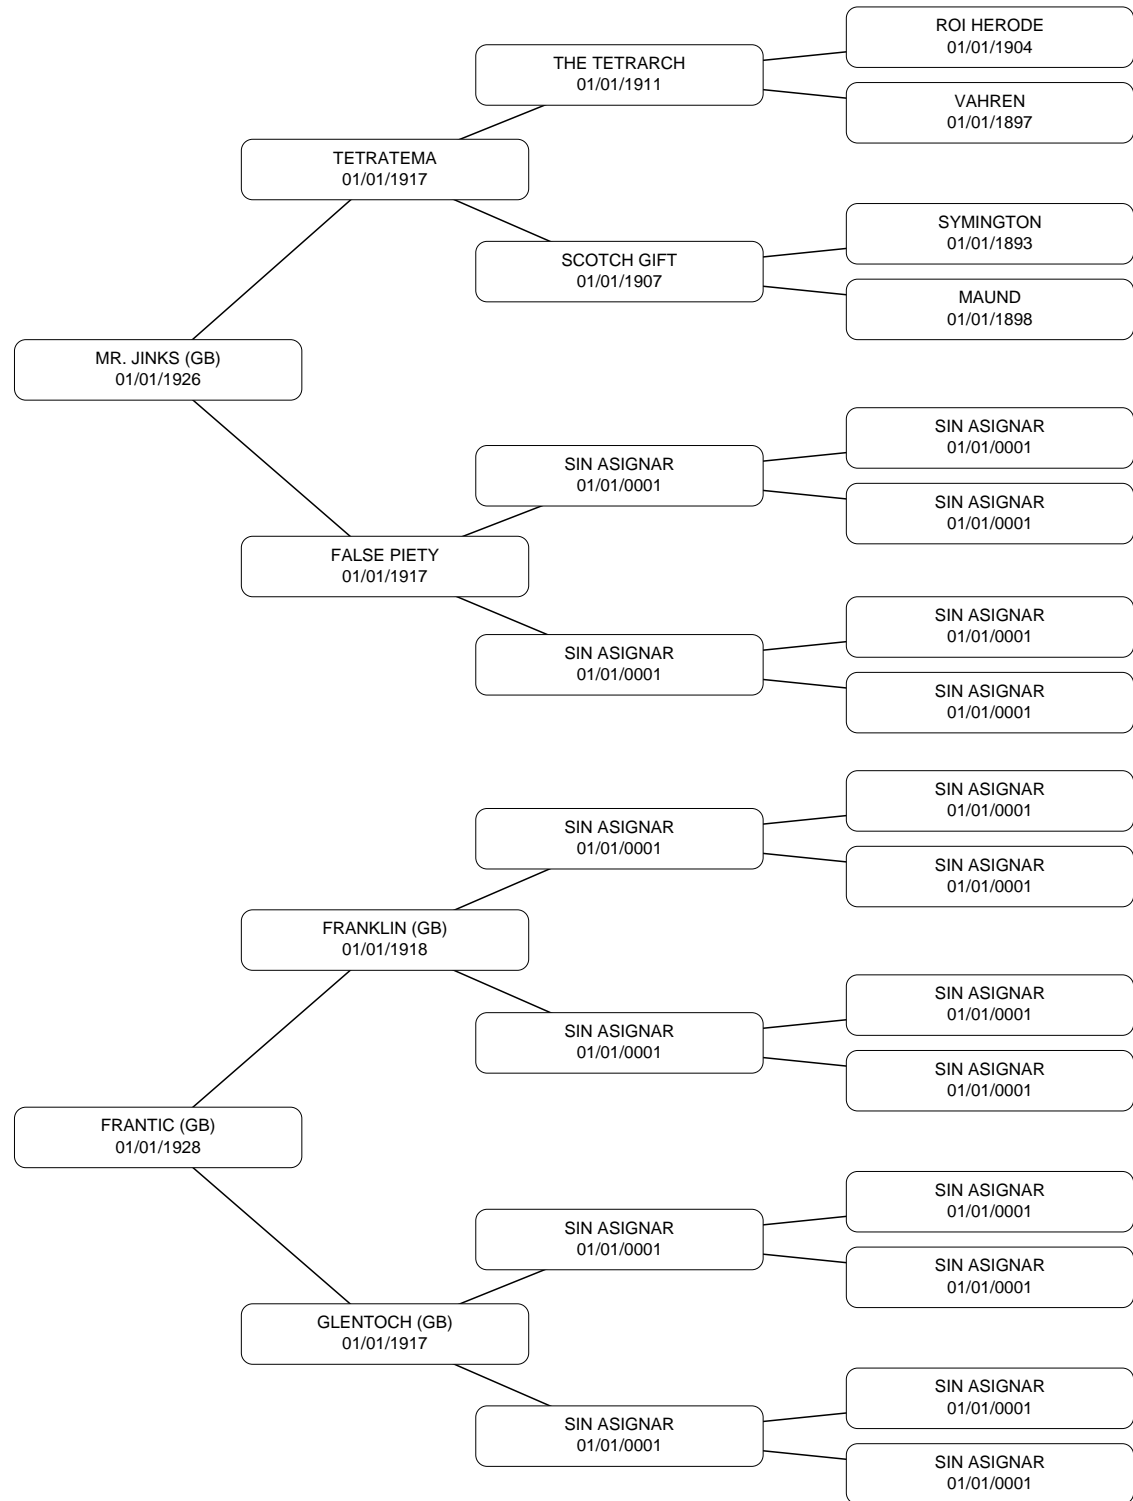 ROI HERODE
01/01/1904
THE TETRARCH
01/01/1911
VAHREN
01/01/1897
TETRATEMA
01/01/1917
SYMINGTON
01/01/1893
SCOTCH GIFT
01/01/1907
MAUND
01/01/1898
MR. JINKS (GB)
01/01/1926
SIN ASIGNAR
01/01/0001
SIN ASIGNAR
01/01/0001
SIN ASIGNAR
01/01/0001
FALSE PIETY
01/01/1917
SIN ASIGNAR
01/01/0001
SIN ASIGNAR
01/01/0001
SIN ASIGNAR
01/01/0001
SIN ASIGNAR
01/01/0001
SIN ASIGNAR
01/01/0001
SIN ASIGNAR
01/01/0001
FRANKLIN (GB)
01/01/1918
SIN ASIGNAR
01/01/0001
SIN ASIGNAR
01/01/0001
SIN ASIGNAR
01/01/0001
FRANTIC (GB)
01/01/1928
SIN ASIGNAR
01/01/0001
SIN ASIGNAR
01/01/0001
SIN ASIGNAR
01/01/0001
GLENTOCH (GB)
01/01/1917
SIN ASIGNAR
01/01/0001
SIN ASIGNAR
01/01/0001
SIN ASIGNAR
01/01/0001